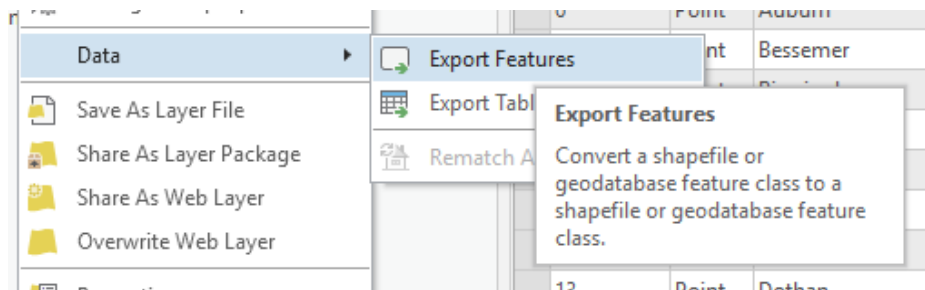 0 Point Auburn
Data Export Features nt Bessemer
Save As Layer File Export Tabl
Export Features
Share As Layer Package Rematch A
Convert a shapefile or
geodatabase feature class to a
shapefile or geodatabase feature
class.
Share As Web Layer
Overwrite Web Layer
13 Point Dothan